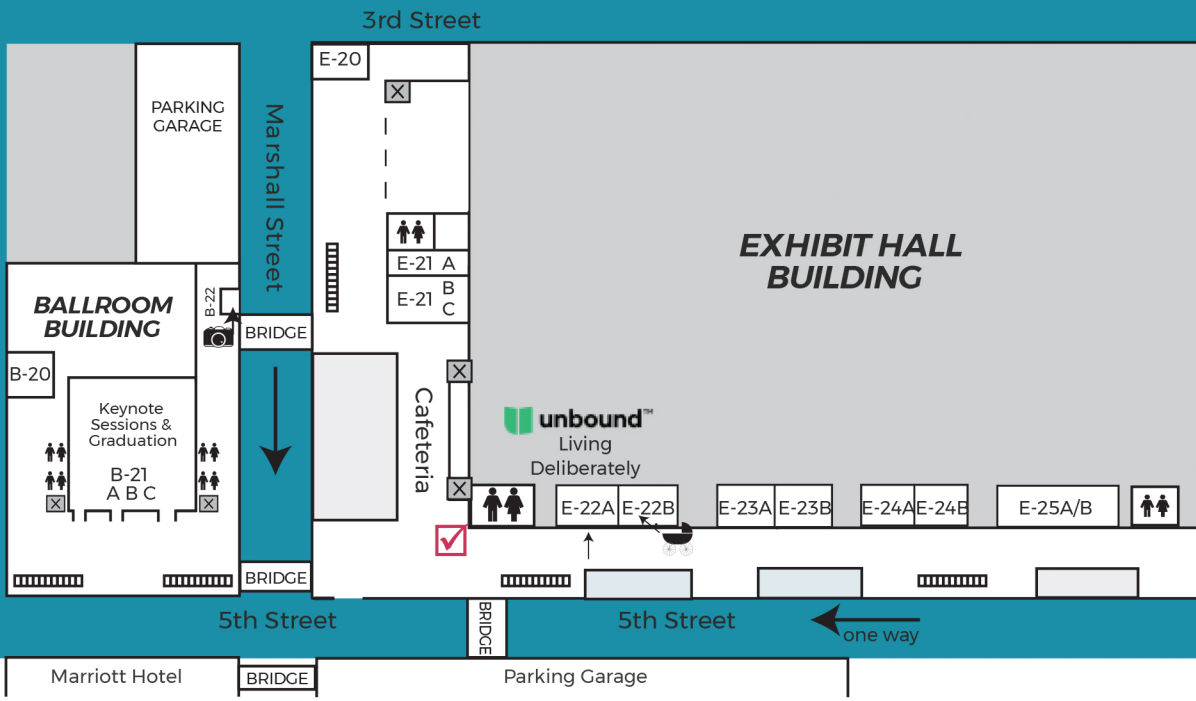 3rd Street
E-20
PARKING
GARAGE
Marshall Street
E-21 A
E-21 B
C
EXHIBIT HALL
BUILDING
BALLROOM
BUILDING
B-22
BRIDGE
B-20
Keynote
Sessions &
Graduation
B-21
A B C
Cafeteria
unbound™
Living
Deliberately
E-22A
E-22B
E-23A
E-23B
E-24A
E-24B
E-25A/B
BRIDGE
5th Street
BRIDGE
5th Street
one way
Marriott Hotel
BRIDGE
Parking Garage